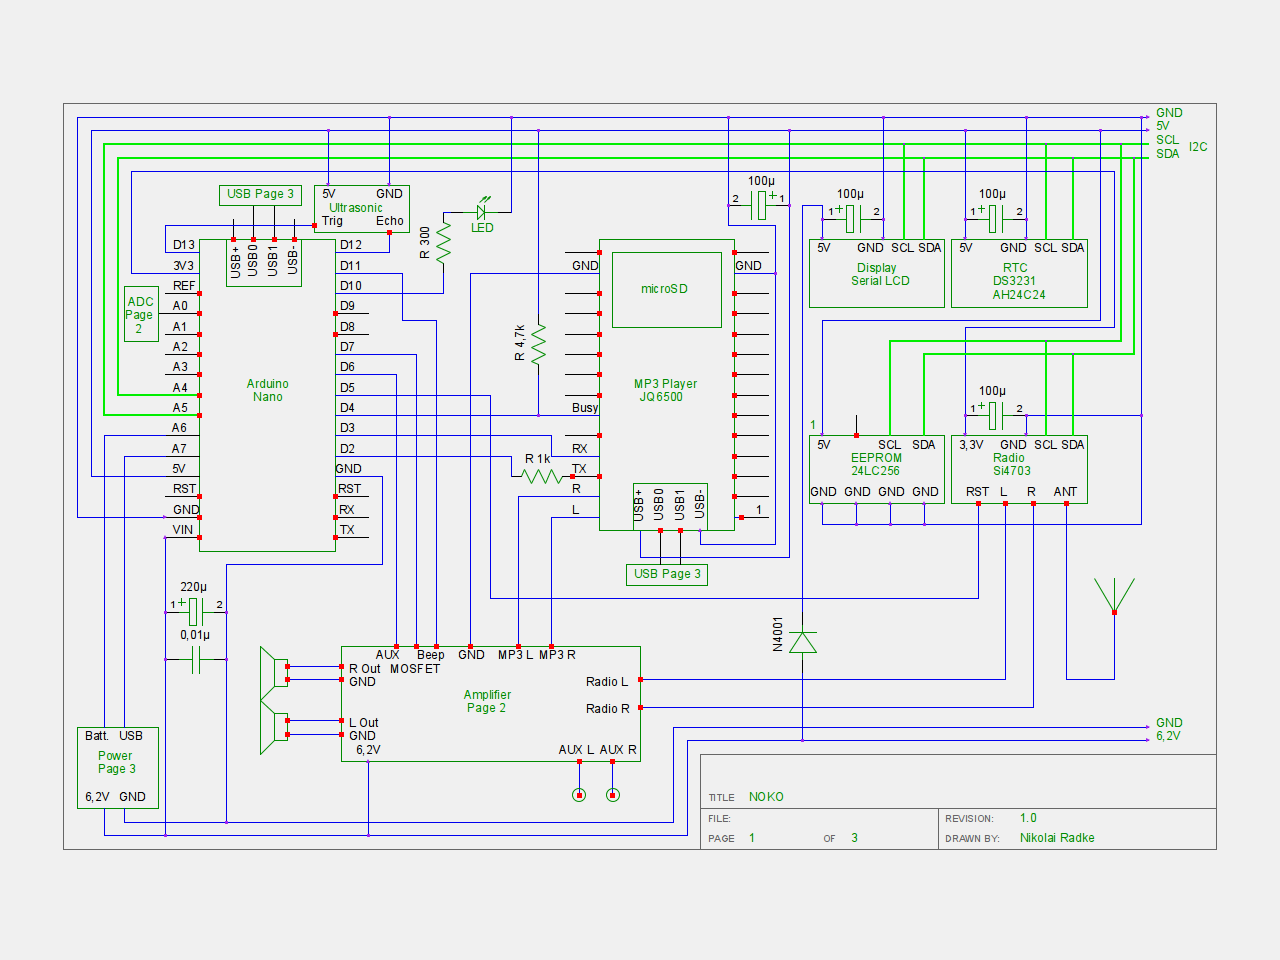 GND
5V
SCL
I2C
SDA
USB Page 3
5V GND
Ultrasonic
Trig Echo
LED
R 300
100µ
2 + 1
100µ
1 + 2
100µ
1 + 2
D13
3V3
REF
A0
A1
A2
A3
A4
A5
A6
A7
5V
RST
GND
VIN
USB+
USB0
USB1
USB-
D12
D11
D10
D9
D8
D7
D6
D5
D4
D3
D2
GND
RST
RX
TX
ADC
Page
2
Arduino
Nano
R 4,7k
R 1k
GND
Busy
RX
TX
R
L
microSD
MP3 Player
JQ6500
GND
1
USB+
USB0
USB1
USB-
USB Page 3
5V GND SCL SDA
Display
Serial LCD
5V GND SCL SDA
RTC
DS3231
AH24C24
100µ
1 + 2
1
5V SCL SDA
EEPROM
24LC256
GND GND GND GND
3,3V GND SCL SDA
Radio
Si4703
RST L R ANT
220µ
1 + 2
0,01µ
N4001
AUX Beep GND MP3 L MP3 R
MOSFET
R Out
GND
L Out
GND
6,2V
Amplifier
Page 2
Radio L
Radio R
AUX L AUX R
Batt. USB
Power
Page 3
6,2V GND
GND
6,2V
TITLE NOKO
FILE:
PAGE 1 OF 3
REVISION: 1.0
DRAWN BY: Nikolai Radke